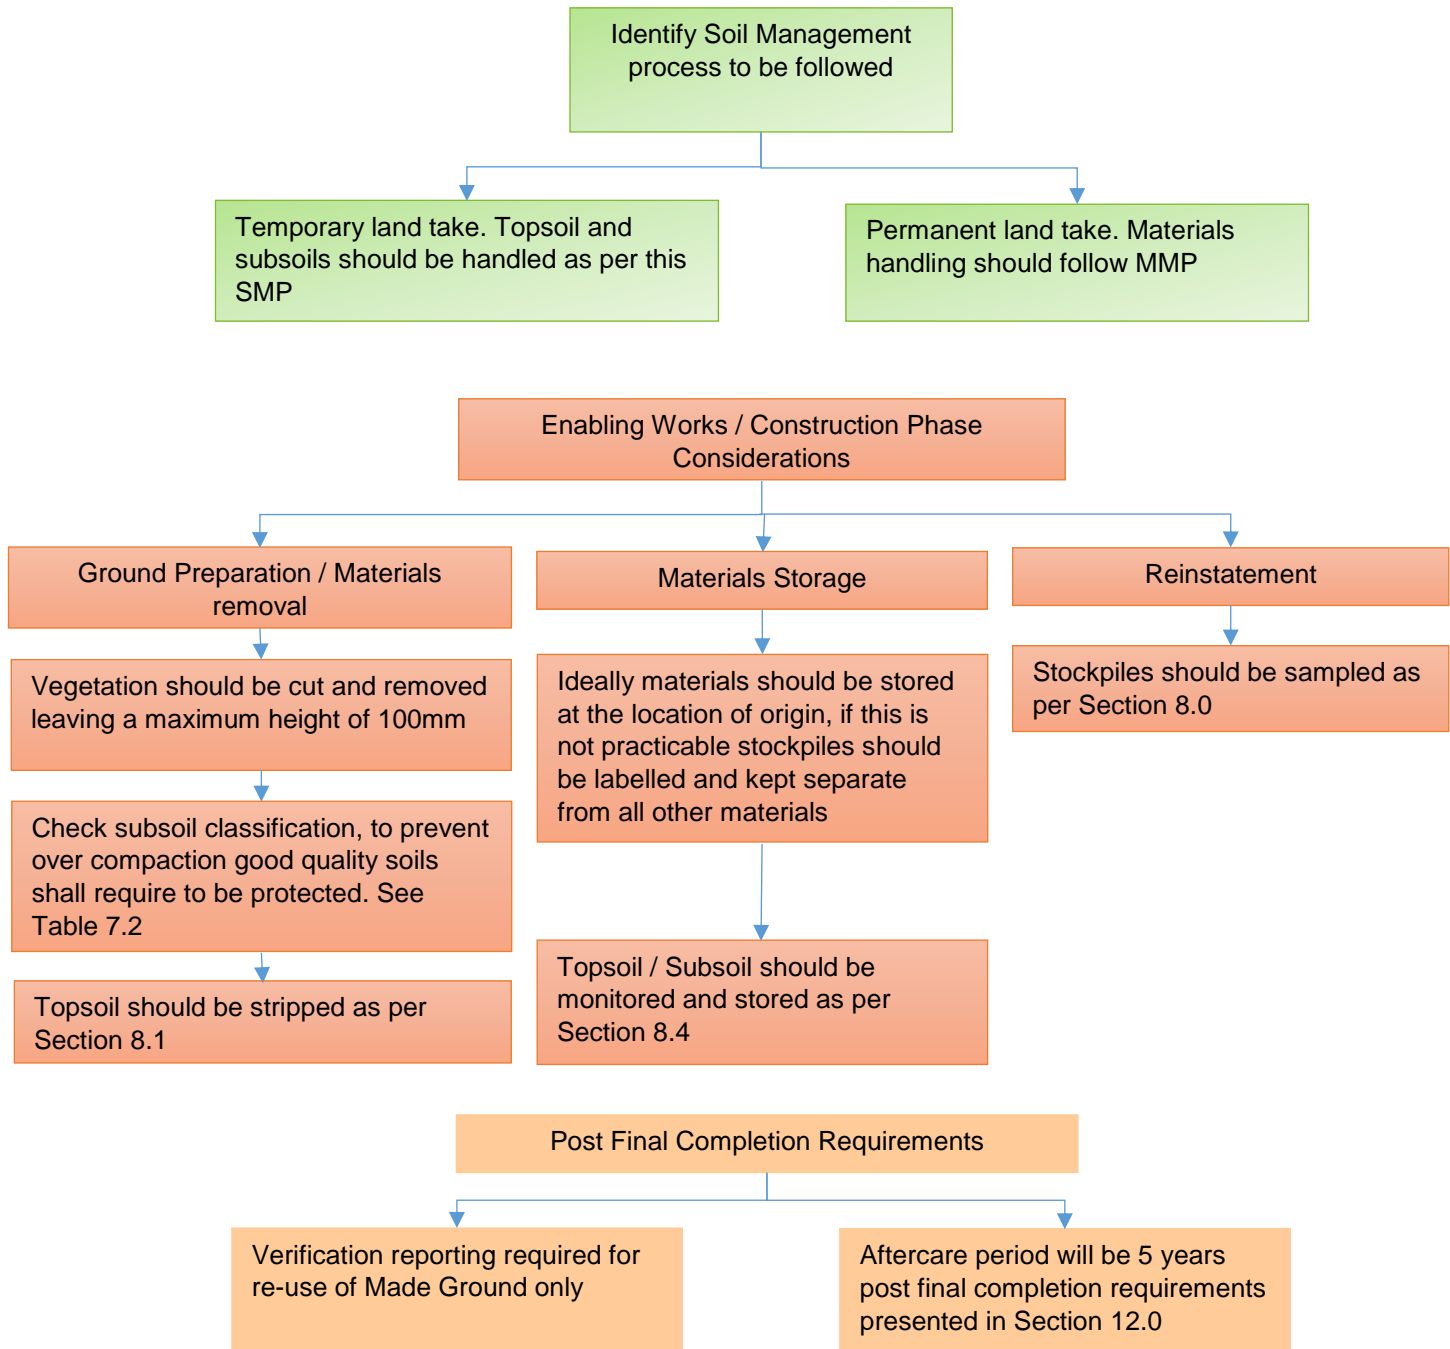 Identify Soil Management
process to be followed
Temporary land take. Topsoil and
subsoils should be handled as per this
SMP
Permanent land take. Materials
handling should follow MMP
Enabling Works / Construction Phase
Considerations
Ground Preparation / Materials
removal
Vegetation should be cut and removed
leaving a maximum height of 100mm
Check subsoil classification, to prevent
over compaction good quality soils
shall require to be protected. See
Table 7.2
Topsoil should be stripped as per
Section 8.1
Materials Storage
Ideally materials should be stored
at the location of origin, if this is
not practicable stockpiles should
be labelled and kept separate
from all other materials
Topsoil / Subsoil should be
monitored and stored as per
Section 8.4
Reinstatement
Stockpiles should be sampled as
per Section 8.0
Post Final Completion Requirements
Verification reporting required for
re-use of Made Ground only
Aftercare period will be 5 years
post final completion requirements
presented in Section 12.0